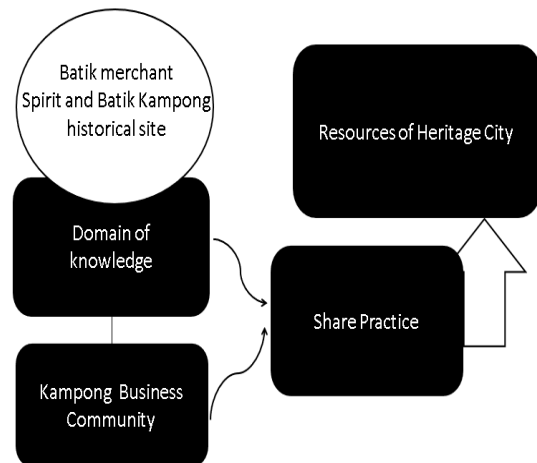 Batik merchant
Spirit and Batik Kampong
historical site
Domain of
knowledge
Kampong Business
Community
Share Practice
Resources of Heritage City